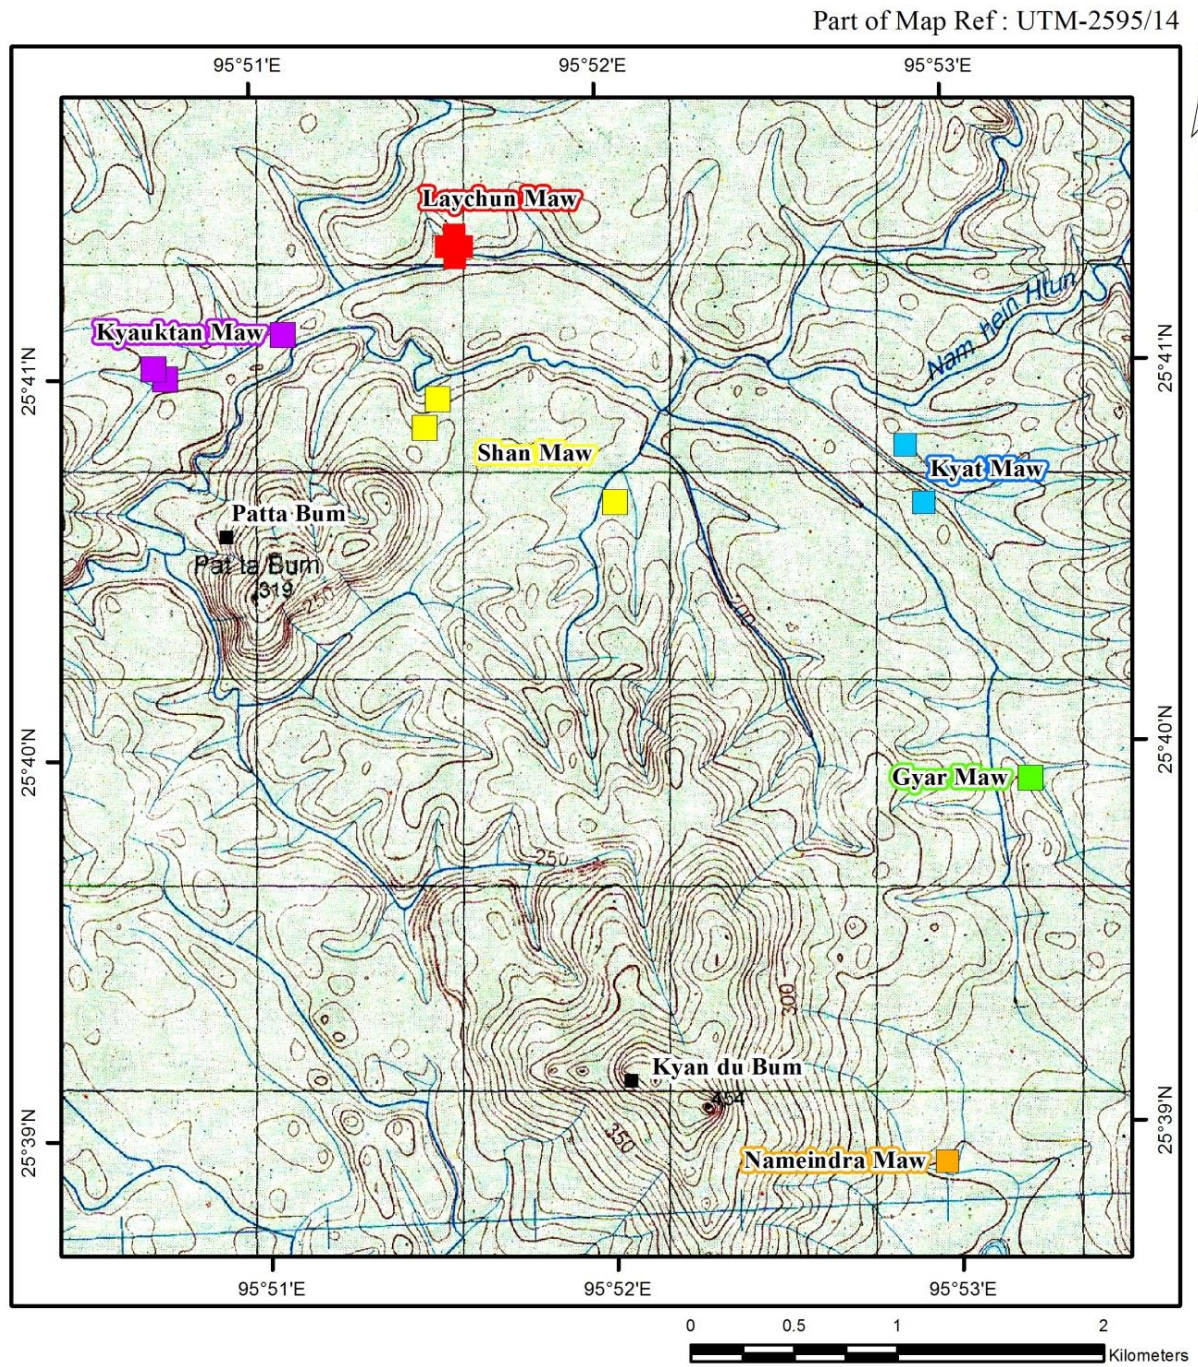 Part of Map Ref : UTM-2595/14
95°51'E
95°52'E
95°53'E
Laychun Maw
Nam hein Htun
Kyauktan Maw
25°41'N
25°41'N
Shan Maw
Kyat Maw
Patta Bum
Pat ta Bum
319
250
200
25°40'N
25°40'N
Gyar Maw
250
300
Kyan du Bum
454
350
25°39'N
25°39'N
Nameindra Maw
95°51'E
95°52'E
95°53'E
0
0.5
1
2
Kilometers